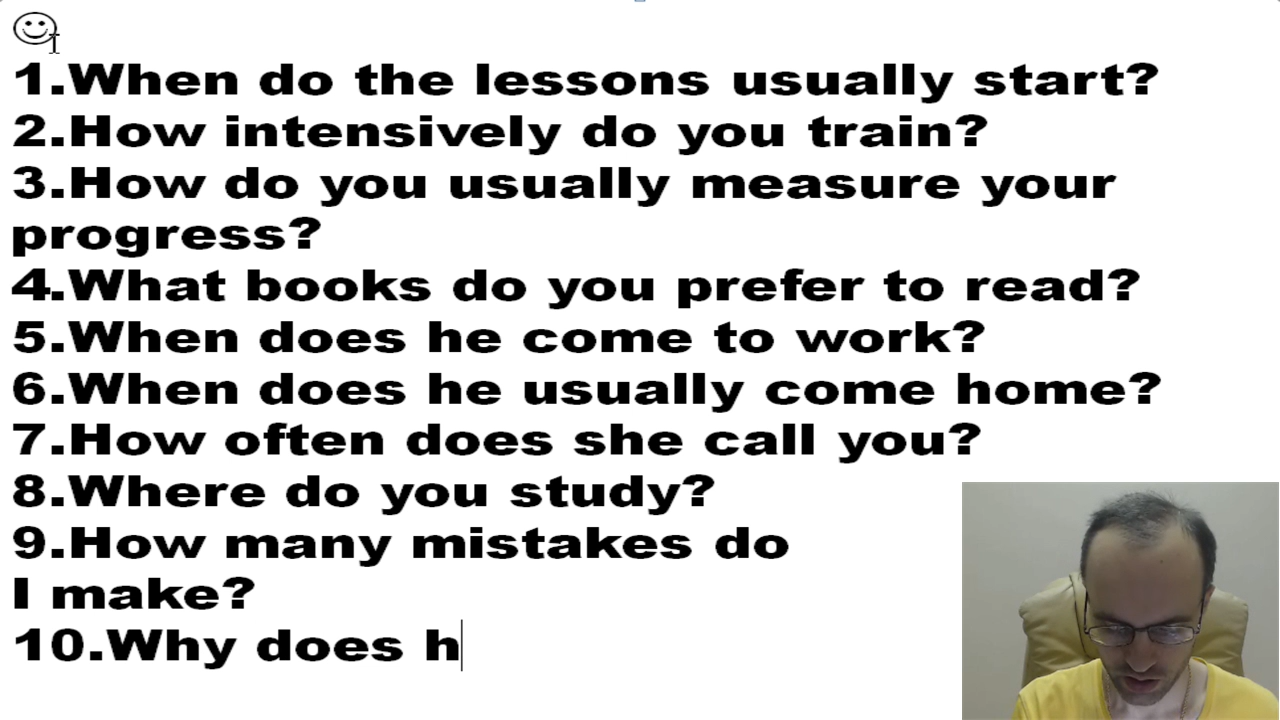 1.When do the lessons usually start?
2.How intensively do you train?
3.How do you usually measure your
progress?
4.What books do you prefer to read?
5.When does he come to work?
6.When does he usually come home?
7.How often does she call you?
8.Where do you study?
9.How many mistakes do
I make?
10.Why does h